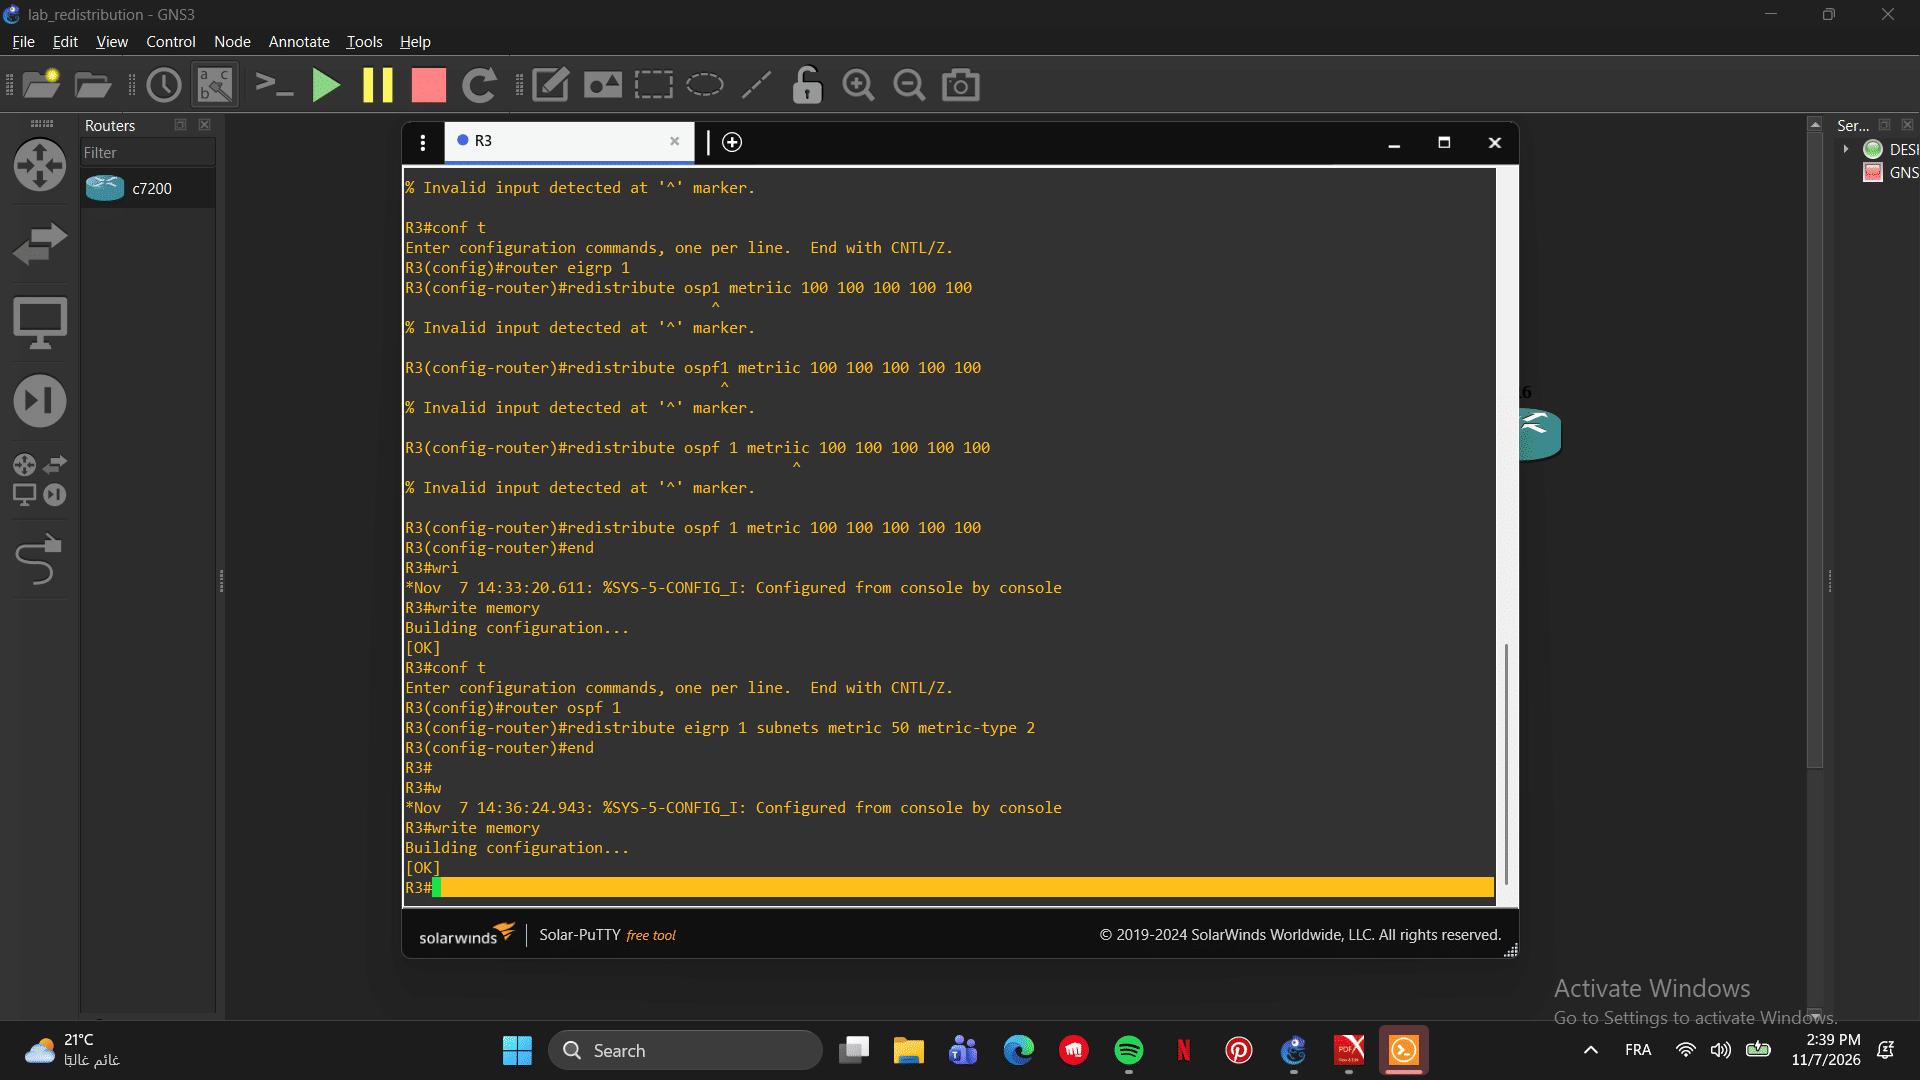 lab_redistribution - GNS3
File Edit View Control Node Annotate Tools Help
Routers
Filter
c7200
R3
% Invalid input detected at '^' marker.
R3#conf t
Enter configuration commands, one per line.  End with CNTL/Z.
R3(config)#router eigrp 1
R3(config-router)#redistribute osp1 metriic 100 100 100 100 100
^
% Invalid input detected at '^' marker.
R3(config-router)#redistribute ospf1 metriic 100 100 100 100 100
^
% Invalid input detected at '^' marker.
R3(config-router)#redistribute ospf 1 metriic 100 100 100 100 100
^
% Invalid input detected at '^' marker.
R3(config-router)#redistribute ospf 1 metric 100 100 100 100 100
R3(config-router)#end
R3#wri
*Nov  7 14:33:20.611: %SYS-5-CONFIG_I: Configured from console by console
R3#write memory
Building configuration...
[OK]
R3#conf t
Enter configuration commands, one per line.  End with CNTL/Z.
R3(config)#router ospf 1
R3(config-router)#redistribute eigrp 1 subnets metric 50 metric-type 2
R3(config-router)#end
R3#
R3#w
*Nov  7 14:36:24.943: %SYS-5-CONFIG_I: Configured from console by console
R3#write memory
Building configuration...
[OK]
R3#
solarwinds
Solar-PuTTY free tool
© 2019-2024 SolarWinds Worldwide, LLC. All rights reserved.
Ser...
DESI
GNS
6
Activate Windows
Go to Settings to activate Windows.
21°C
غائم غالبًا
Search
FRA
2:39 PM
11/7/2026